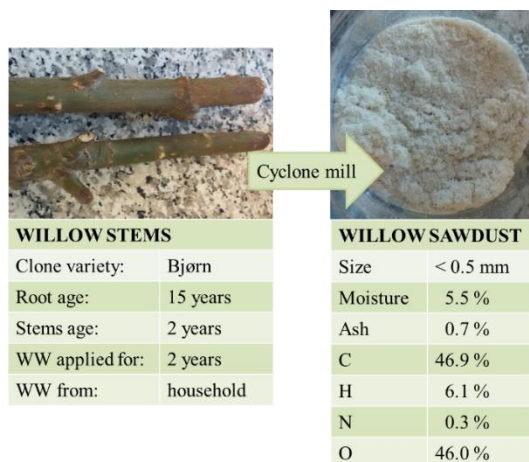 Cyclone mill
WILLOW STEMS
Clone variety: Bjørn
Root age: 15 years
Stems age: 2 years
WW applied for: 2 years
WW from: household
WILLOW SAWDUST
Size < 0.5 mm
Moisture 5.5 %
Ash 0.7 %
C 46.9 %
H 6.1 %
N 0.3 %
O 46.0 %